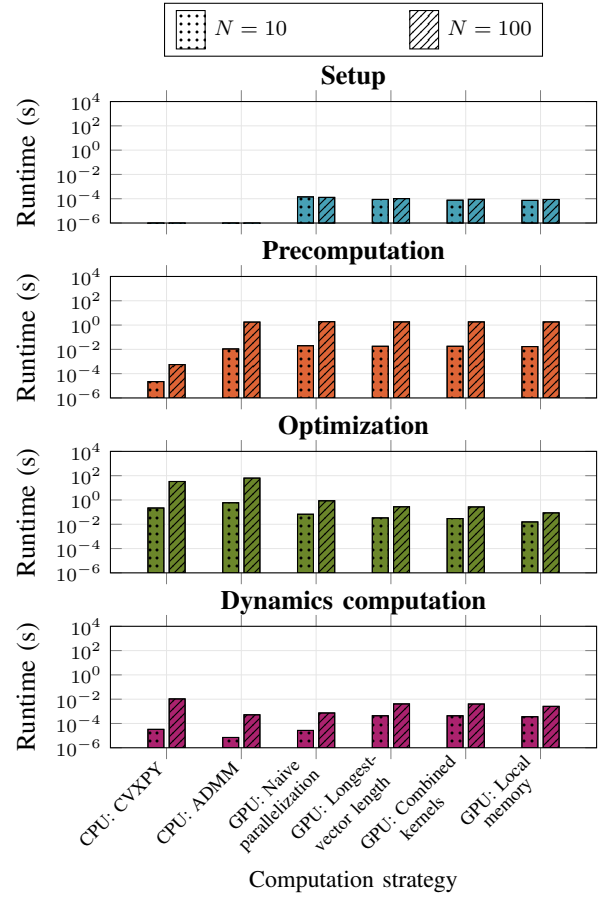 N = 10 N = 100
Setup
Runtime (s)
10^4
10^2
10^0
10^−2
10^−4
10^−6
Precomputation
Runtime (s)
10^4
10^2
10^0
10^−2
10^−4
10^−6
Optimization
Runtime (s)
10^4
10^2
10^0
10^−2
10^−4
10^−6
Dynamics computation
Runtime (s)
10^4
10^2
10^0
10^−2
10^−4
10^−6
CPU: CVXPY
CPU: ADMM
GPU: Naive
parallelization
GPU: Longest-
vector length
GPU: Combined
kernels
GPU: Local
memory
Computation strategy